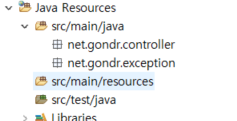 Java Resources
src/main/java
net.gondr.controller
net.gondr.exception
src/main/resources
src/test/java
Libraries